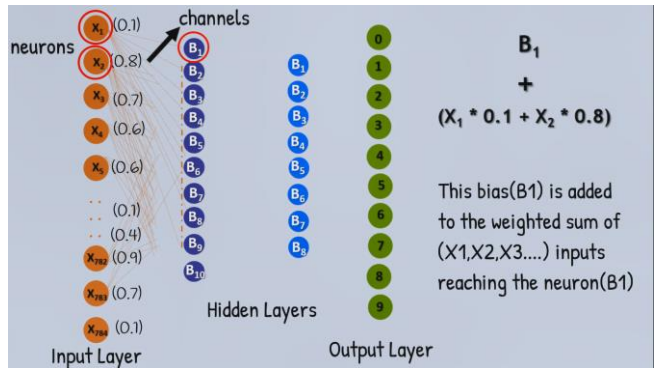 channels
neurons
X1 (0.1)
X2 (0.8)
X3 (0.7)
X4 (0.6)
X5 (0.6)
(0.1)
(0.4)
X782 (0.9)
X783 (0.7)
X784 (0.1)
Input Layer
B1
B2
B3
B4
B5
B6
B7
B8
B9
B10
B1
B2
B3
B4
B5
B6
B7
B8
Hidden Layers
0
1
2
3
4
5
6
7
8
9
Output Layer
B1
+
(X1 * 0.1 + X2 * 0.8)
This bias(B1) is added
to the weighted sum of
(X1,X2,X3....) inputs
reaching the neuron(B1)